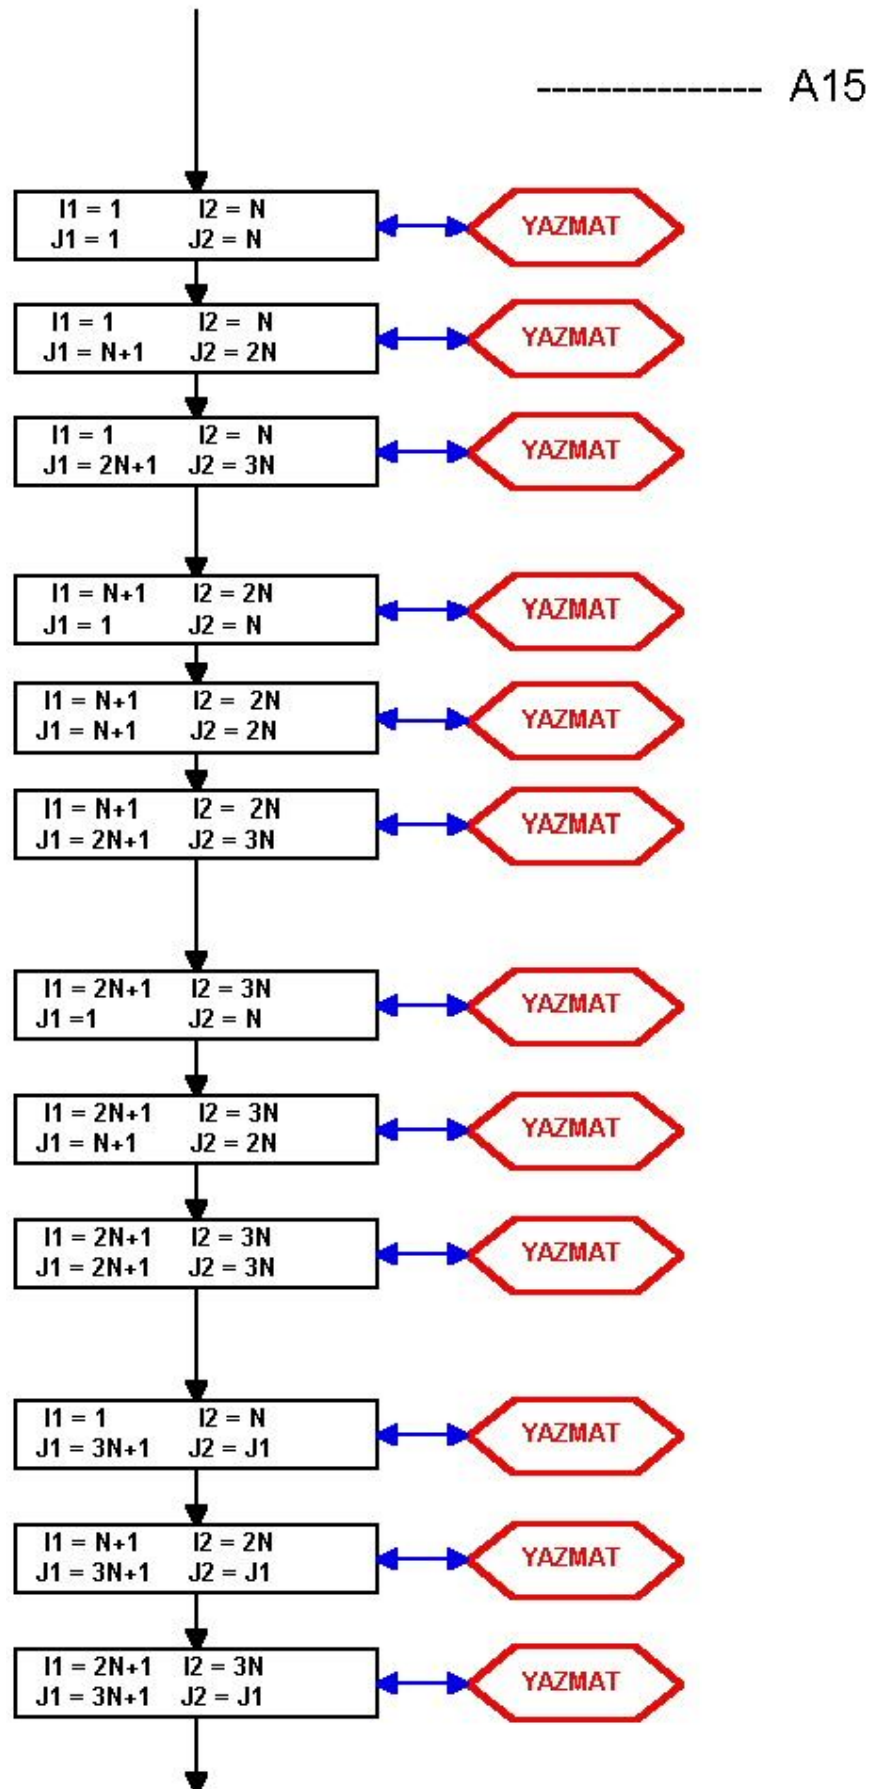 --------------- A15
I1 = 1 I2 = N
J1 = 1 J2 = N
YAZMAT
I1 = 1 I2 = N
J1 = N+1 J2 = 2N
YAZMAT
I1 = 1 I2 = N
J1 = 2N+1 J2 = 3N
YAZMAT
I1 = N+1 I2 = 2N
J1 = 1 J2 = N
YAZMAT
I1 = N+1 I2 = 2N
J1 = N+1 J2 = 2N
YAZMAT
I1 = N+1 I2 = 2N
J1 = 2N+1 J2 = 3N
YAZMAT
I1 = 2N+1 I2 = 3N
J1 =1 J2 = N
YAZMAT
I1 = 2N+1 I2 = 3N
J1 = N+1 J2 = 2N
YAZMAT
I1 = 2N+1 I2 = 3N
J1 = 2N+1 J2 = 3N
YAZMAT
I1 = 1 I2 = N
J1 = 3N+1 J2 = J1
YAZMAT
I1 = N+1 I2 = 2N
J1 = 3N+1 J2 = J1
YAZMAT
I1 = 2N+1 I2 = 3N
J1 = 3N+1 J2 = J1
YAZMAT